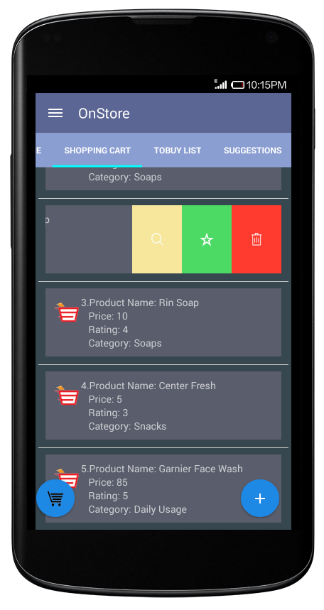 10:15PM
OnStore
E SHOPPING CART TOBUY LIST SUGGESTIONS
Category: Soaps
3.Product Name: Rin Soap
Price: 10
Rating: 4
Category: Soaps
4.Product Name: Center Fresh
Price: 5
Rating: 3
Category: Snacks
5.Product Name: Garnier Face Wash
Price: 85
Rating: 5
Category: Daily Usage